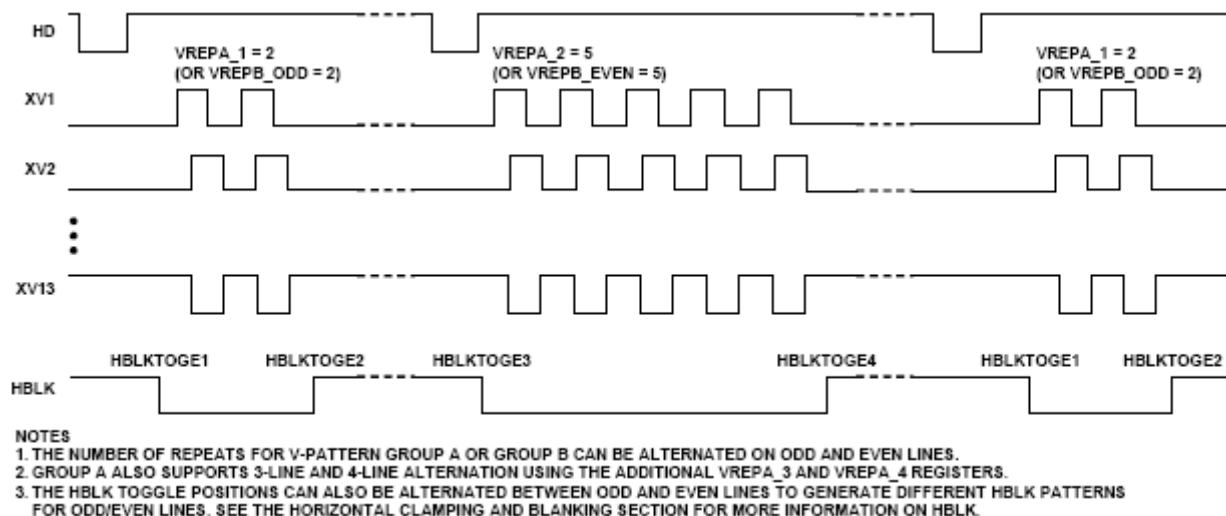 HD
VREPA_1 = 2
(OR VREPB_ODD = 2)
VREPA_2 = 5
(OR VREPB_EVEN = 5)
VREPA_1 = 2
(OR VREPB_ODD = 2)
XV1
XV2
XV13
HBLKTOGE1 HBLKTOGE2 HBLKTOGE3 HBLKTOGE4 HBLKTOGE1 HBLKTOGE2
HBLK
NOTES
1. THE NUMBER OF REPEATS FOR V-PATTERN GROUP A OR GROUP B CAN BE ALTERNATED ON ODD AND EVEN LINES.
2. GROUP A ALSO SUPPORTS 3-LINE AND 4-LINE ALTERNATION USING THE ADDITIONAL VREPA_3 AND VREPA_4 REGISTERS.
3. THE HBLK TOGGLE POSITIONS CAN ALSO BE ALTERNATED BETWEEN ODD AND EVEN LINES TO GENERATE DIFFERENT HBLK PATTERNS
FOR ODD/EVEN LINES. SEE THE HORIZONTAL CLAMPING AND BLANKING SECTION FOR MORE INFORMATION ON HBLK.